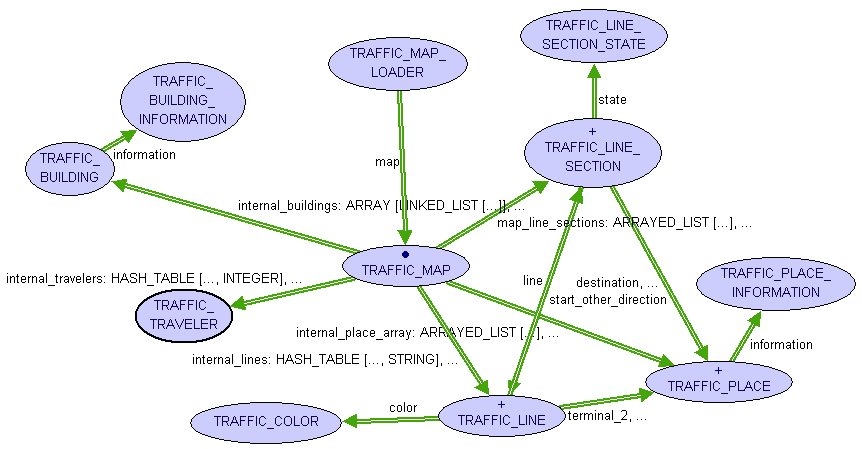 TRAFFIC_LINE_
SECTION_STATE
TRAFFIC_MAP_
LOADER
TRAFFIC_
BUILDING_
INFORMATION
state
+
TRAFFIC_LINE_
SECTION
information
TRAFFIC_
BUILDING
map
internal_buildings: ARRAY [LINKED_LIST [...]], ...
map_line_sections: ARRAYED_LIST [...], ...
TRAFFIC_MAP
internal_travelers: HASH_TABLE [..., INTEGER], ...
line
destination, ...
start_other_direction
TRAFFIC_PLACE_
INFORMATION
TRAFFIC_
TRAVELER
internal_place_array: ARRAYED_LIST [...], ...
information
internal_lines: HASH_TABLE [..., STRING], ...
+
TRAFFIC_PLACE
color
+
TRAFFIC_LINE
terminal_2, ...
TRAFFIC_COLOR